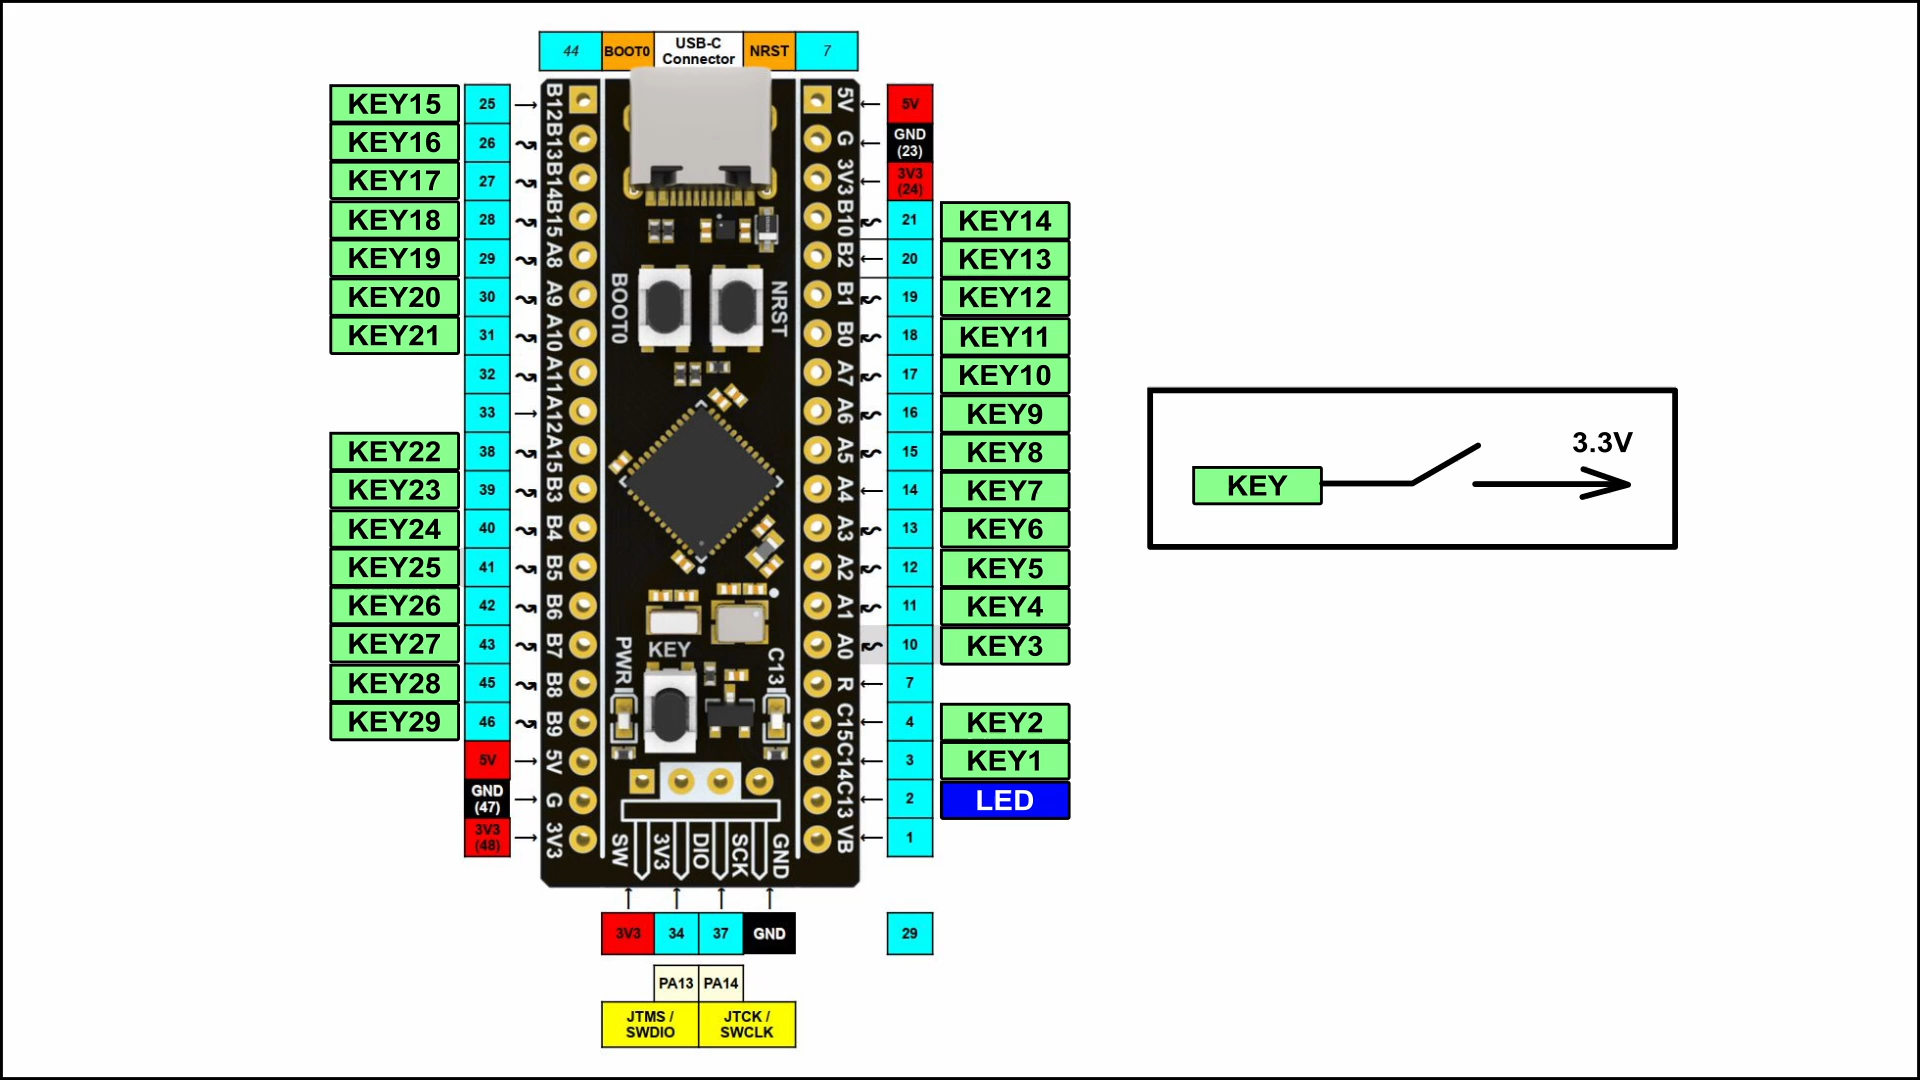 44 BOOT0 USB-C Connector NRST 7
KEY15 25 B12 5V 5V
KEY16 26 B13 G GND (23)
KEY17 27 B14 3V3 3V3 (24)
KEY18 28 B15 B10 21 KEY14
KEY19 29 A8 B2 20 KEY13
KEY20 30 A9 B1 19 KEY12
KEY21 31 A10 B0 18 KEY11
BOOT0 NRST
32 A11 A7 17 KEY10
33 A12 A6 16 KEY9
KEY22 38 A15 A5 15 KEY8
KEY23 39 B3 A4 14 KEY7
KEY24 40 B4 A3 13 KEY6
KEY25 41 B5 A2 12 KEY5
KEY26 42 B6 A1 11 KEY4
KEY27 43 B7 A0 10 KEY3
PWR KEY C13
KEY28 45 B8 R 7
KEY29 46 B9 C15 4 KEY2
5V 5V C14 3 KEY1
GND (47) G C13 2 LED
3V3 (48) 3V3 VB 1
SW 3V3 DIO SCK GND
3V3 34 37 GND 29
PA13 PA14
JTMS / SWDIO
JTCK / SWCLK
3.3V
KEY